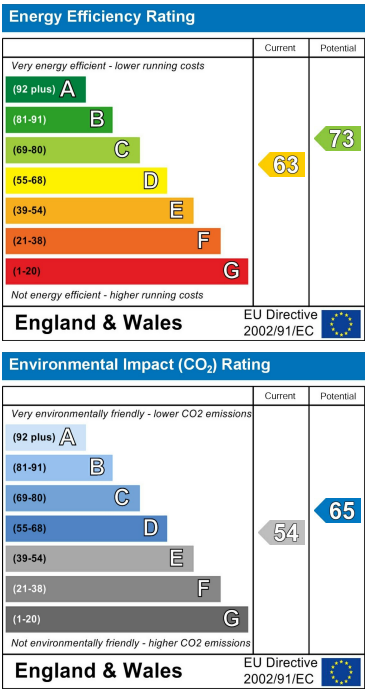 Energy Efficiency Rating
Current Potential
Very energy efficient - lower running costs
(92 plus) A
(81-91) B
(69-80) C
73
63
(55-68) D
(39-54) E
(21-38) F
(1-20) G
Not energy efficient - higher running costs
England & Wales
EU Directive
2002/91/EC
Environmental Impact (CO₂) Rating
Current Potential
Very environmentally friendly - lower CO2 emissions
(92 plus) A
(81-91) B
(69-80) C
65
(55-68) D
54
(39-54) E
(21-38) F
(1-20) G
Not environmentally friendly - higher CO2 emissions
England & Wales
EU Directive
2002/91/EC